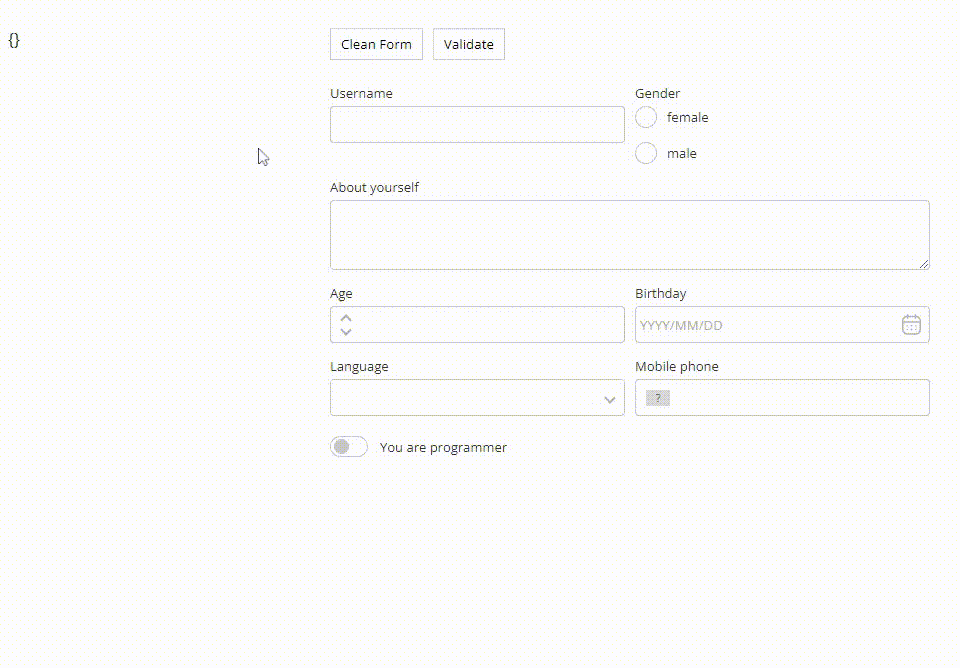 {}
Clean Form Validate
Username Gender
female
male
About yourself
Age Birthday
YYYY/MM/DD
Language Mobile phone
?
You are programmer